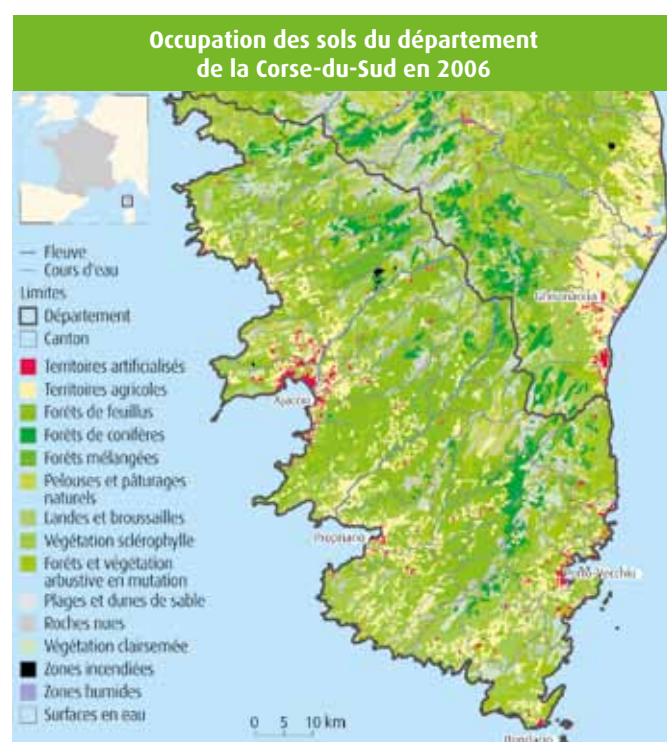 Occupation des sols du département
de la Corse-du-Sud en 2006
Fleuve
Cours d'eau
Limites
Département
Canton
Territoires artificialisés
Territoires agricoles
Forêts de feuillus
Forêts de conifères
Forêts mélangées
Pelouses et pâturages
naturels
Landes et broussailles
Végétation sclérophylle
Forêts et végétation
arbustive en mutation
Plages et dunes de sable
Roches nues
Végétation clairsemée
Zones incendiées
Zones humides
Surfaces en eau
Ghisonaccia
Ajaccio
Propriano
Porto-Vecchio
Bonifacio
0 5 10 km